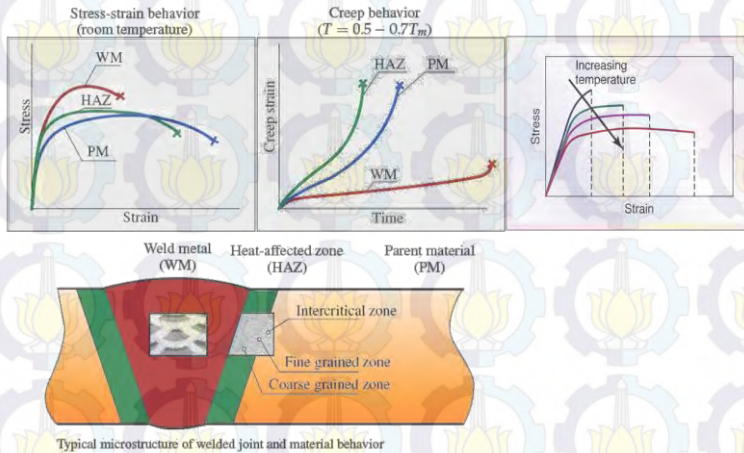 Stress-strain behavior
(room temperature)
WM
HAZ
PM
Stress
Strain
Creep behavior
(T = 0.5 – 0.7Tm)
HAZ
PM
WM
Creep strain
Time
Increasing
temperature
Stress
Strain
Weld metal
(WM)
Heat-affected zone
(HAZ)
Parent material
(PM)
Intercritical zone
Fine grained zone
Coarse grained zone
Typical microstructure of welded joint and material behavior